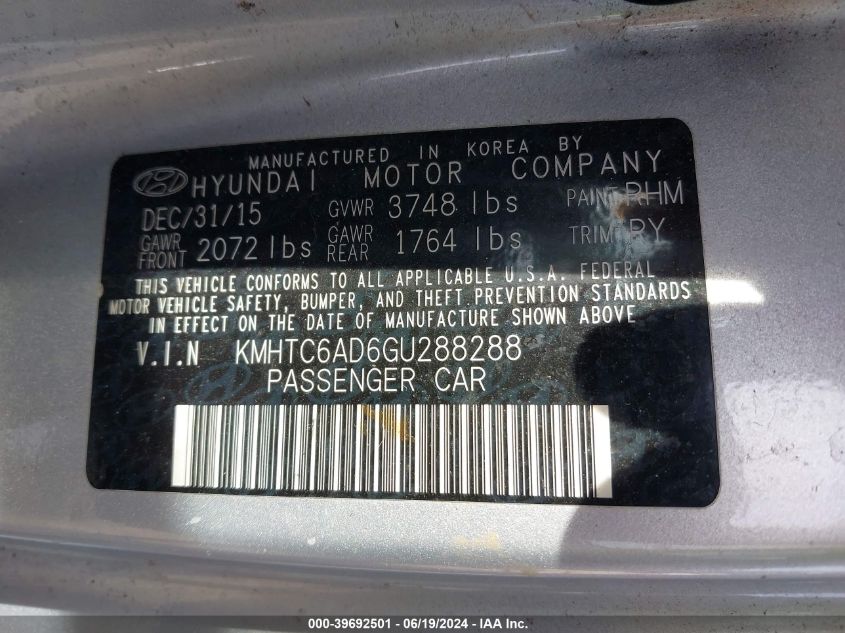 MANUFACTURED IN KOREA BY
HYUNDAI MOTOR COMPANY
DEC/31/15 GVWR 3748 lbs PAINT RHM
GAWR FRONT 2072 lbs GAWR REAR 1764 lbs TRIM RY
THIS VEHICLE CONFORMS TO ALL APPLICABLE U.S.A. FEDERAL
MOTOR VEHICLE SAFETY, BUMPER, AND THEFT PREVENTION STANDARDS
IN EFFECT ON THE DATE OF MANUFACTURE SHOWN ABOVE
V.I.N KMHTC6AD6GU288288
PASSENGER CAR
000-39692501 - 06/19/2024 - IAA, Inc.